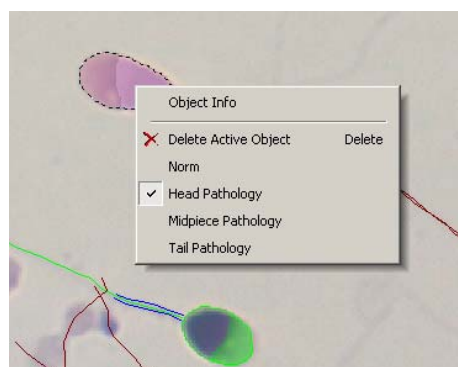 Object Info
Delete Active Object Delete
Norm
Head Pathology
Midpiece Pathology
Tail Pathology